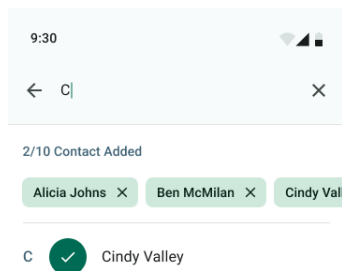 9:30
C
2/10 Contact Added
Alicia Johns Ben McMilan Cindy Val
C Cindy Valley